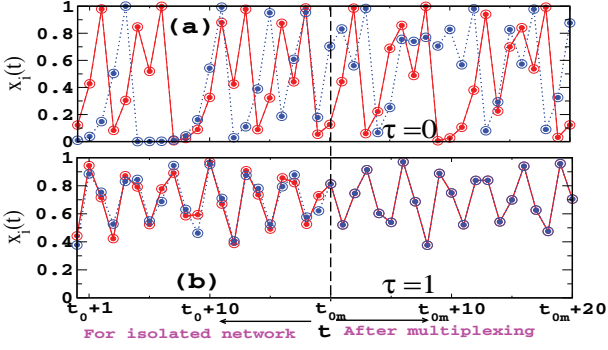 1
0.8
0.6
0.4
0.2
0
x_i(t)
(a)
τ=0
1
0.8
0.6
0.4
0.2
0
x_i(t)
(b)
τ=1
t_0+1 t_0+10 t_0m t_0m+10 t_0m+20
For isolated network t After multiplexing